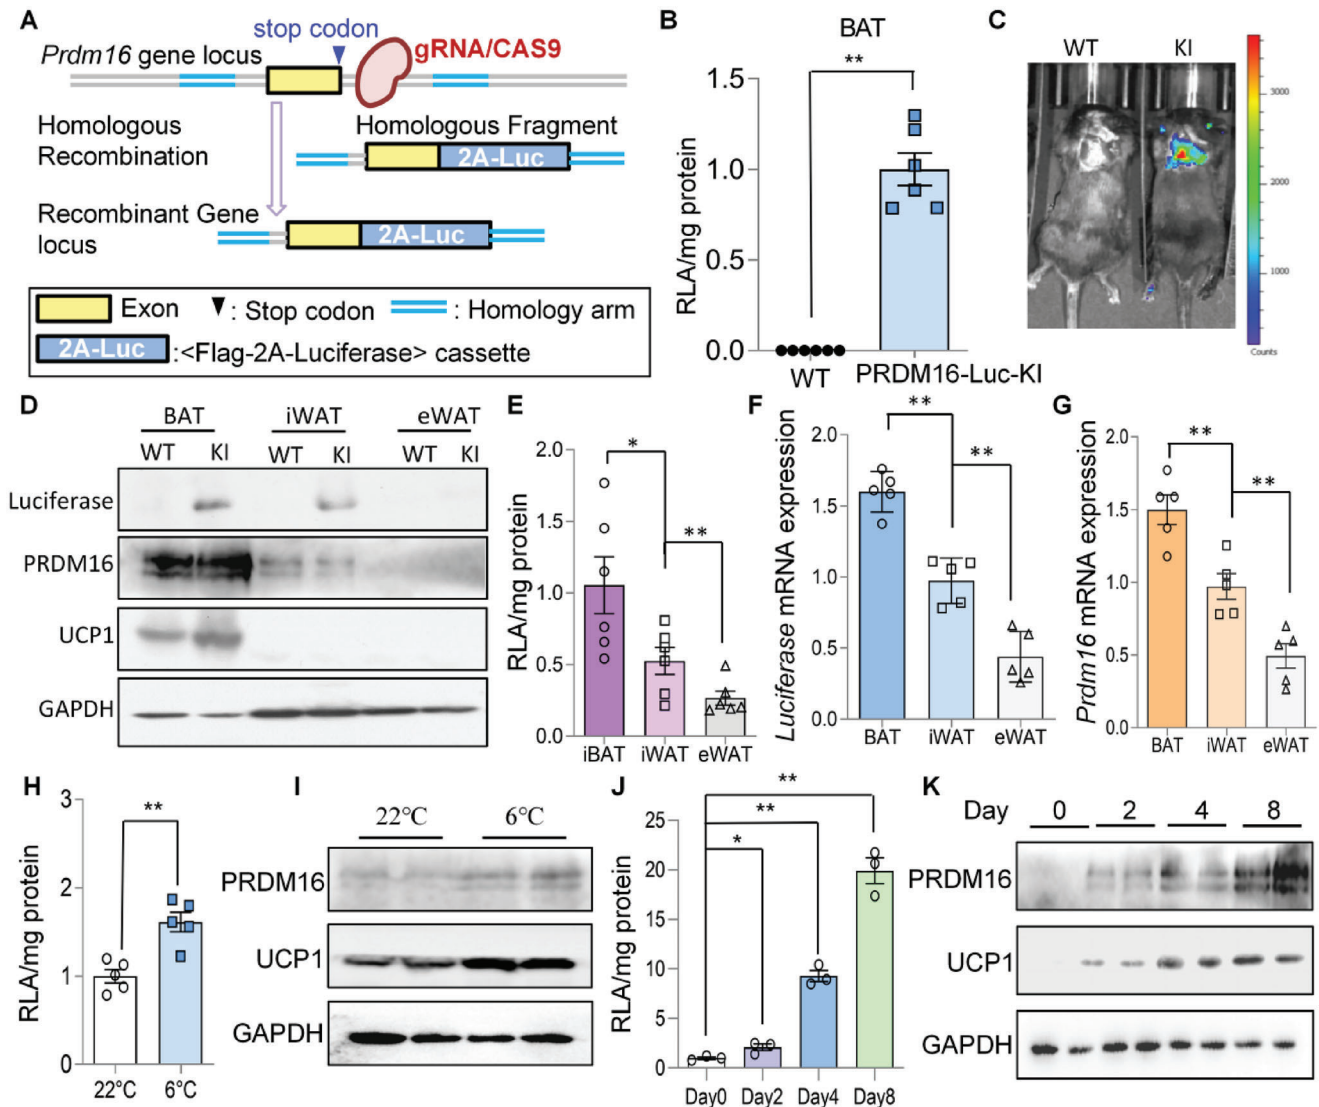 A
stop codon
Prdm16 gene locus
gRNA/CAS9
Homologous Recombination
Homologous Fragment
2A-Luc
Recombinant Gene locus
2A-Luc
Exon
: Stop codon
: Homology arm
2A-Luc
:<Flag-2A-Luciferase> cassette
B
BAT
**
RLA/mg protein
1.5
1.0
0.5
0.0
WT
PRDM16-Luc-KI
C
WT
KI
3000
2000
1000
Counts
D
BAT
iWAT
eWAT
WT KI WT KI WT KI
Luciferase
PRDM16
UCP1
GAPDH
E
RLA/mg protein
2.0
1.5
1.0
0.5
0.0
*
**
iBAT iWAT eWAT
F
Luciferase mRNA expression
2.0
1.5
1.0
0.5
0.0
**
**
BAT iWAT eWAT
G
Prdm16 mRNA expression
2.0
1.5
1.0
0.5
0.0
**
**
BAT iWAT eWAT
H
RLA/mg protein
3
2
1
0
**
22°C 6°C
I
22°C 6°C
PRDM16
UCP1
GAPDH
J
RLA/mg protein
25
20
15
10
5
0
**
**
*
Day0 Day2 Day4 Day8
K
Day 0 2 4 8
PRDM16
UCP1
GAPDH